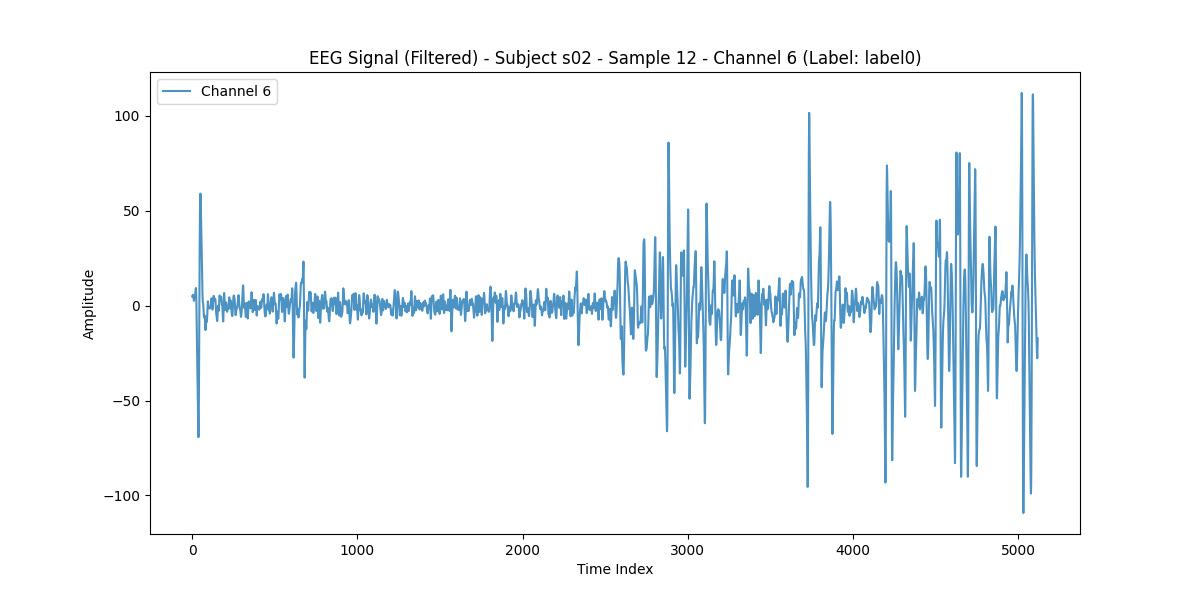 EEG Signal (Filtered) - Subject s02 - Sample 12 - Channel 6 (Label: label0)
Channel 6
100
50
0
−50
−100
Amplitude
0 1000 2000 3000 4000 5000
Time Index